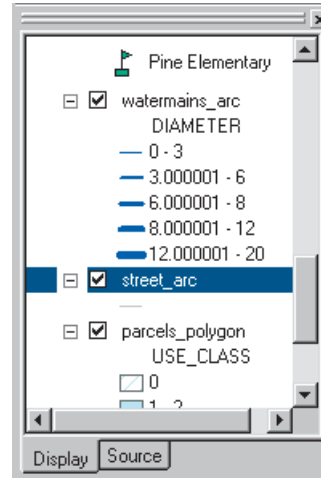 Pine Elementary
watermains_arc
DIAMETER
0 - 3
3.000001 - 6
6.000001 - 8
8.000001 - 12
12.000001 - 20
street_arc
parcels_polygon
USE_CLASS
0
1 - 2
Display Source